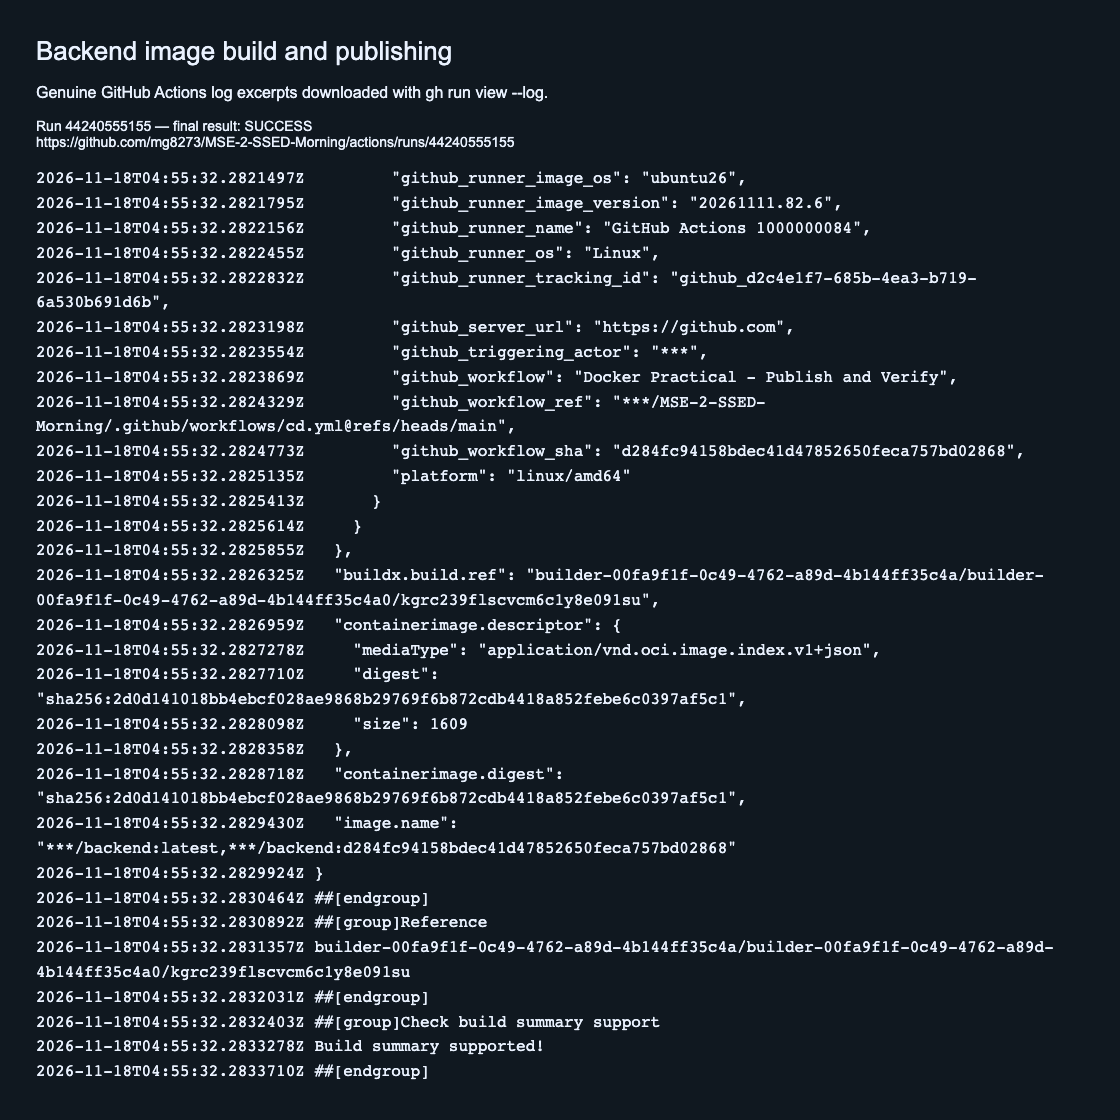 Backend image build and publishing
Genuine GitHub Actions log excerpts downloaded with gh run view --log.
Run 44240555155 — final result: SUCCESS
https://github.com/mg8273/MSE-2-SSED-Morning/actions/runs/44240555155
2026-11-18T04:55:32.2821497Z         "github_runner_image_os": "ubuntu26",
2026-11-18T04:55:32.2821795Z         "github_runner_image_version": "20261111.82.6",
2026-11-18T04:55:32.2822156Z         "github_runner_name": "GitHub Actions 1000000084",
2026-11-18T04:55:32.2822455Z         "github_runner_os": "Linux",
2026-11-18T04:55:32.2822832Z         "github_runner_tracking_id": "github_d2c4e1f7-685b-4ea3-b719-
6a530b691d6b",
2026-11-18T04:55:32.2823198Z         "github_server_url": "https://github.com",
2026-11-18T04:55:32.2823554Z         "github_triggering_actor": "***",
2026-11-18T04:55:32.2823869Z         "github_workflow": "Docker Practical - Publish and Verify",
2026-11-18T04:55:32.2824329Z         "github_workflow_ref": "***/MSE-2-SSED-
Morning/.github/workflows/cd.yml@refs/heads/main",
2026-11-18T04:55:32.2824773Z         "github_workflow_sha": "d284fc94158bdec41d47852650feca757bd02868",
2026-11-18T04:55:32.2825135Z         "platform": "linux/amd64"
2026-11-18T04:55:32.2825413Z       }
2026-11-18T04:55:32.2825614Z     }
2026-11-18T04:55:32.2825855Z   },
2026-11-18T04:55:32.2826325Z   "buildx.build.ref": "builder-00fa9f1f-0c49-4762-a89d-4b144ff35c4a/builder-
00fa9f1f-0c49-4762-a89d-4b144ff35c4a0/kgrc239flscvcm6c1y8e091su",
2026-11-18T04:55:32.2826959Z   "containerimage.descriptor": {
2026-11-18T04:55:32.2827278Z     "mediaType": "application/vnd.oci.image.index.v1+json",
2026-11-18T04:55:32.2827710Z     "digest":
"sha256:2d0d141018bb4ebcf028ae9868b29769f6b872cdb4418a852febe6c0397af5c1",
2026-11-18T04:55:32.2828098Z     "size": 1609
2026-11-18T04:55:32.2828358Z   },
2026-11-18T04:55:32.2828718Z   "containerimage.digest":
"sha256:2d0d141018bb4ebcf028ae9868b29769f6b872cdb4418a852febe6c0397af5c1",
2026-11-18T04:55:32.2829430Z   "image.name":
"***/backend:latest,***/backend:d284fc94158bdec41d47852650feca757bd02868"
2026-11-18T04:55:32.2829924Z }
2026-11-18T04:55:32.2830464Z ##[endgroup]
2026-11-18T04:55:32.2830892Z ##[group]Reference
2026-11-18T04:55:32.2831357Z builder-00fa9f1f-0c49-4762-a89d-4b144ff35c4a/builder-00fa9f1f-0c49-4762-a89d-
4b144ff35c4a0/kgrc239flscvcm6c1y8e091su
2026-11-18T04:55:32.2832031Z ##[endgroup]
2026-11-18T04:55:32.2832403Z ##[group]Check build summary support
2026-11-18T04:55:32.2833278Z Build summary supported!
2026-11-18T04:55:32.2833710Z ##[endgroup]